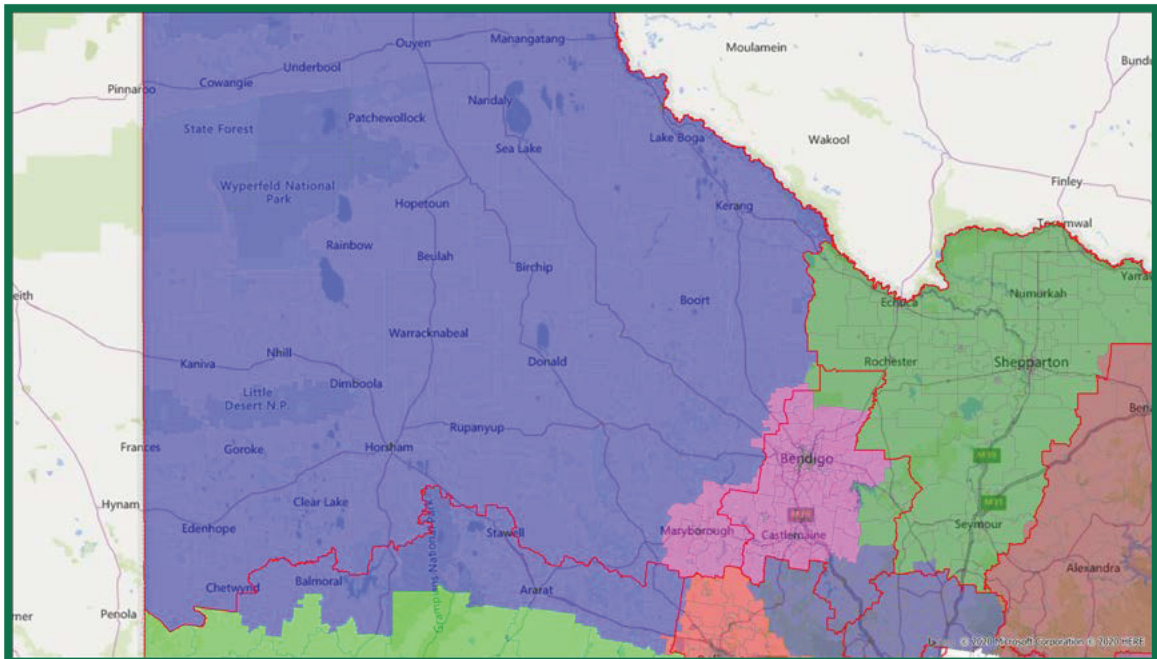 Ouyen
Manangatang
Moulamein
Underbool
Pinnaroo
Cowangie
Nandaly
State Forest
Patchewollock
Sea Lake
Lake Boga
Wakool
Wyperfeld National
Park
Finley
Hopetoun
Kerang
Rainbow
Beulah
Birchip
Boort
Echuca
Numurkah
Warracknabeal
Nhill
Kaniva
Donald
Rochester
Shepparton
Dimboola
Little
Desert N.P.
Frances
Goroke
Horsham
Rupanyup
Bendigo
M 39
Hynam
Clear Lake
Edenhope
Grampians National Park
Stawell
Maryborough
Castlemaine
M 31
Seymour
Chetwynd
Balmoral
Ararat
Alexandra
Penola
© 2020 Microsoft Corporation © 2020 HERE